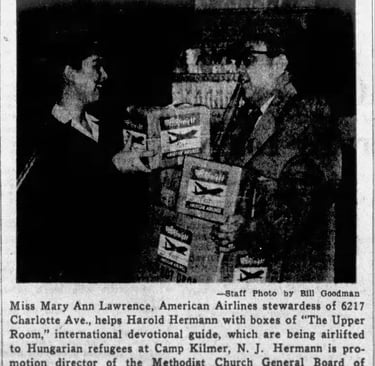 —Staff Photo by Bill Goodman
Miss Mary Ann Lawrence, American Airlines stewardess of 6217
Charlotte Ave., helps Harold Hermann with boxes of "The Upper
Room," international devotional guide, which are being airlifted
to Hungarian refugees at Camp Kilmer, N. J. Hermann is pro-
motion director of the Methodist Church General Board of